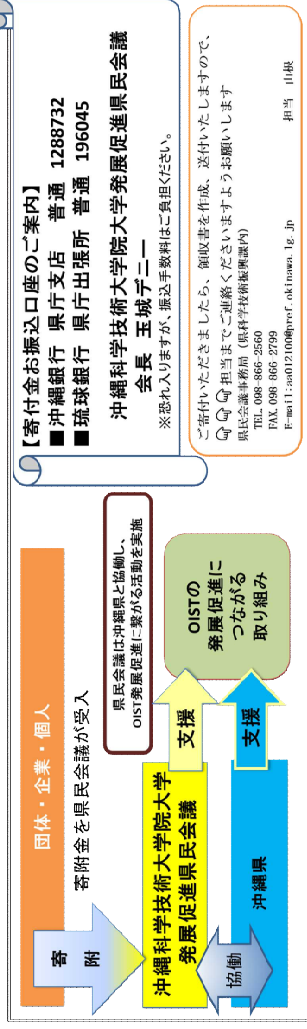 団体・企業・個人
寄附
寄附金を県民会議が受入
県民会議は沖縄県と協働し、
OIST発展促進に繋がる活動を実施
沖縄科学技術大学院大学
発展促進県民会議
支援
OISTの
発展促進に
つながる
取り組み
協働
沖縄県
支援
【寄付金お振込口座のご案内】
■沖縄銀行 県庁支店 普通 1288732
■琉球銀行 県庁出張所 普通 196045
沖縄科学技術大学院大学発展促進県民会議
会長 玉城デニー
※恐れ入りますが、振込手数料はご負担ください。
ご寄付いただきましたら、領収書を作成、送付いたしますので、
担当までご連絡くださいますようお願いします
県民会議事務局（県科学技術振興課内）
TEL 098-866-2560
FAX 098-866-2799
E-mail:aa012100@pref.okinawa.lg.jp 担当 山根